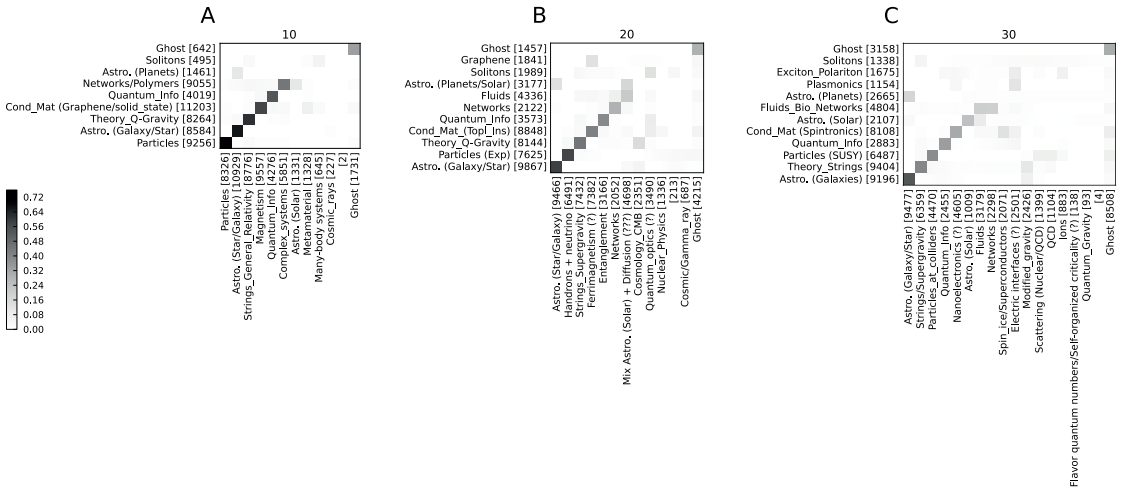 A
10
Ghost [642]
Solitons [495]
Astro. (Planets) [1461]
Networks/Polymers [9055]
Quantum_Info [4019]
Cond_Mat (Graphene/solid_state) [11203]
Theory_Q-Gravity [8264]
Astro. (Galaxy/Star) [8584]
Particles [9256]
Particles [8326]
Astro. (Star/Galaxy) [10929]
Strings_General_Relativity [8776]
Magnetism [9557]
Quantum_Info [4276]
Complex_systems [5851]
Astro. (Solar) [1331]
Metamaterial [1328]
Many-body systems [645]
Cosmic_rays [227]
[2]
Ghost [1731]
0.72
0.64
0.56
0.48
0.40
0.32
0.24
0.16
0.08
0.00
B
20
Ghost [1457]
Graphene [1841]
Solitons [1989]
Astro. (Planets/Solar) [3177]
Fluids [4336]
Networks [2122]
Quantum_Info [3573]
Cond_Mat_(Topl_Ins) [8848]
Theory_Q-Gravity [8144]
Particles (Exp) [7625]
Astro. (Galaxy/Star) [9867]
Astro. (Star/Galaxy) [9466]
Handrons + neutrino [6491]
Strings_Supergravity [7432]
Ferrimagnetism (?) [7382]
Entanglement [3166]
Networks [2052]
Mix Astro. (Solar) + Diffusion (???) [4698]
Cosmology_CMB [2351]
Quantum_optics (?) [3490]
Nuclear_Physics [1336]
[213]
Cosmic/Gamma_ray [687]
Ghost [4215]
C
30
Ghost [3158]
Solitons [1338]
Exciton_Polariton [1675]
Plasmonics [1154]
Astro. (Planets) [2665]
Fluids_Bio_Networks [4804]
Astro. (Solar) [2107]
Cond_Mat (Spintronics) [8108]
Quantum_Info [2883]
Particles (SUSY) [6487]
Theory_Strings [9404]
Astro. (Galaxies) [9196]
Astro. (Galaxy/Star) [9477]
Strings/Supergravity [6359]
Particles_at_colliders [4470]
Quantum_Info [2455]
Nanoelectronics (?) [4605]
Astro. (Solar) [1009]
Fluids [3179]
Networks [2298]
Spin_ice/Superconductors [2071]
Electric interfaces (?) [2501]
Modified_gravity [2426]
Scattering (Nuclear/QCD) [1399]
QCD [1104]
Ions [883]
Flavor quantum numbers/Self-organized criticality (?) [138]
Quantum_Gravity [93]
[4]
Ghost [8508]